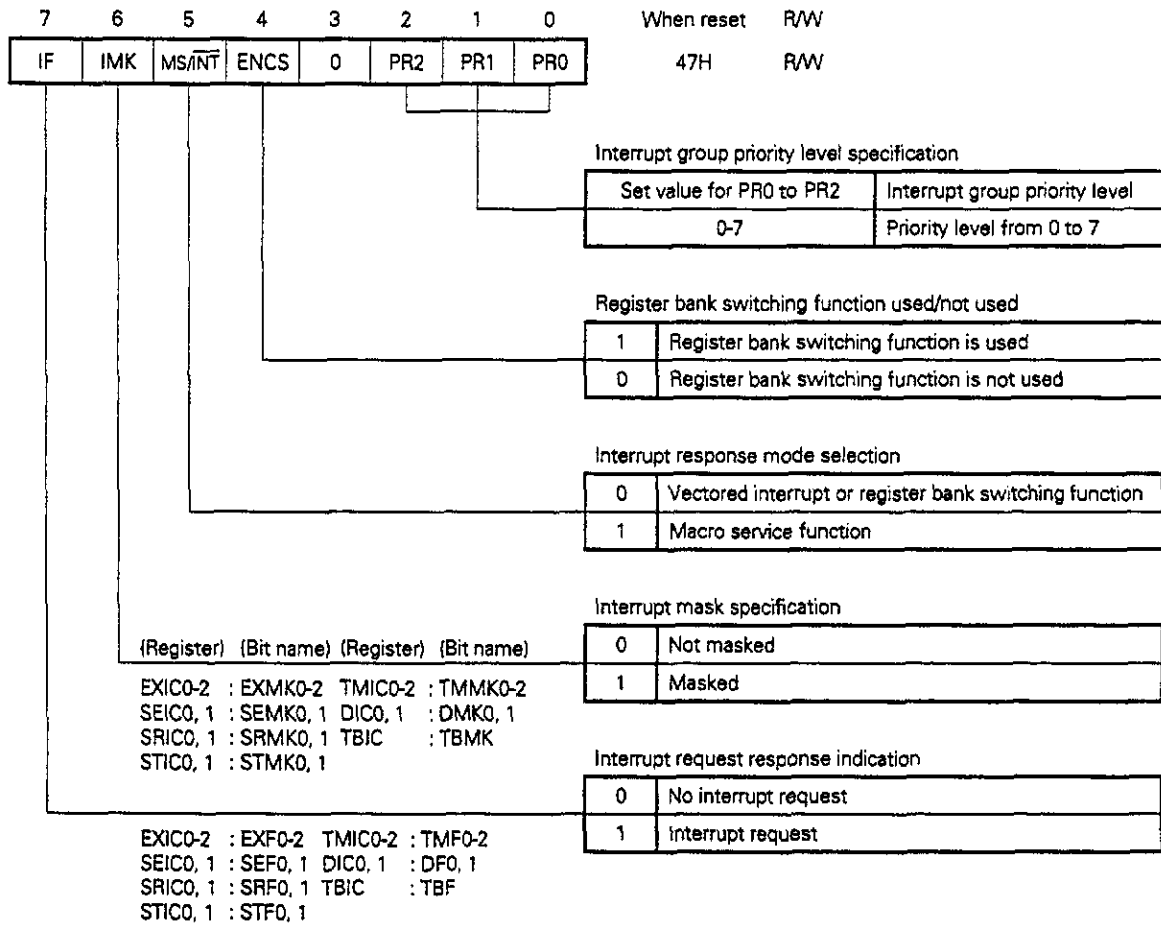 7 6 5 4 3 2 1 0 When reset R/W
IF IMK MS/INT ENCS 0 PR2 PR1 PR0 47H R/W
Interrupt group priority level specification
Set value for PR0 to PR2 Interrupt group priority level
0-7 Priority level from 0 to 7
Register bank switching function used/not used
1 Register bank switching function is used
0 Register bank switching function is not used
Interrupt response mode selection
0 Vectored interrupt or register bank switching function
1 Macro service function
Interrupt mask specification
0 Not masked
1 Masked
(Register) (Bit name) (Register) (Bit name)
EXIC0-2 : EXMK0-2 TMIC0-2 : TMMK0-2
SEIC0, 1 : SEMK0, 1 DIC0, 1 : DMK0, 1
SRIC0, 1 : SRMK0, 1 TBIC : TBMK
STIC0, 1 : STMK0, 1
Interrupt request response indication
0 No interrupt request
1 Interrupt request
EXIC0-2 : EXF0-2 TMIC0-2 : TMF0-2
SEIC0, 1 : SEF0, 1 DIC0, 1 : DF0, 1
SRIC0, 1 : SRF0, 1 TBIC : TBF
STIC0, 1 : STF0, 1